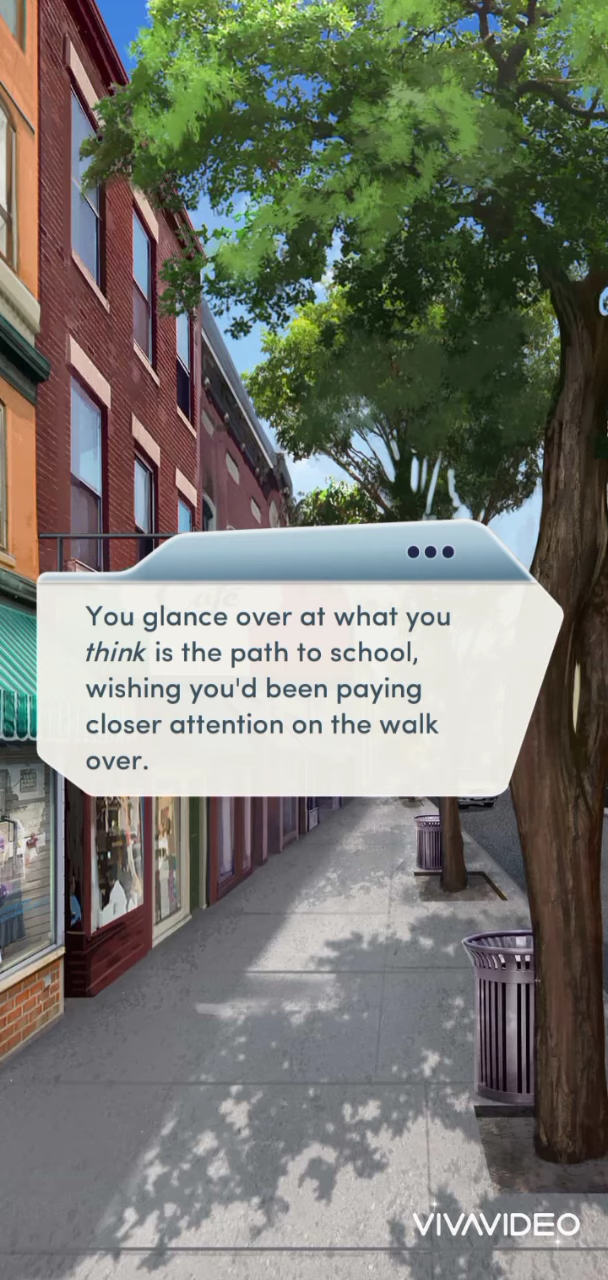 You glance over at what you
think is the path to school,
wishing you'd been paying
closer attention on the walk
over.
VIVAVIDEO